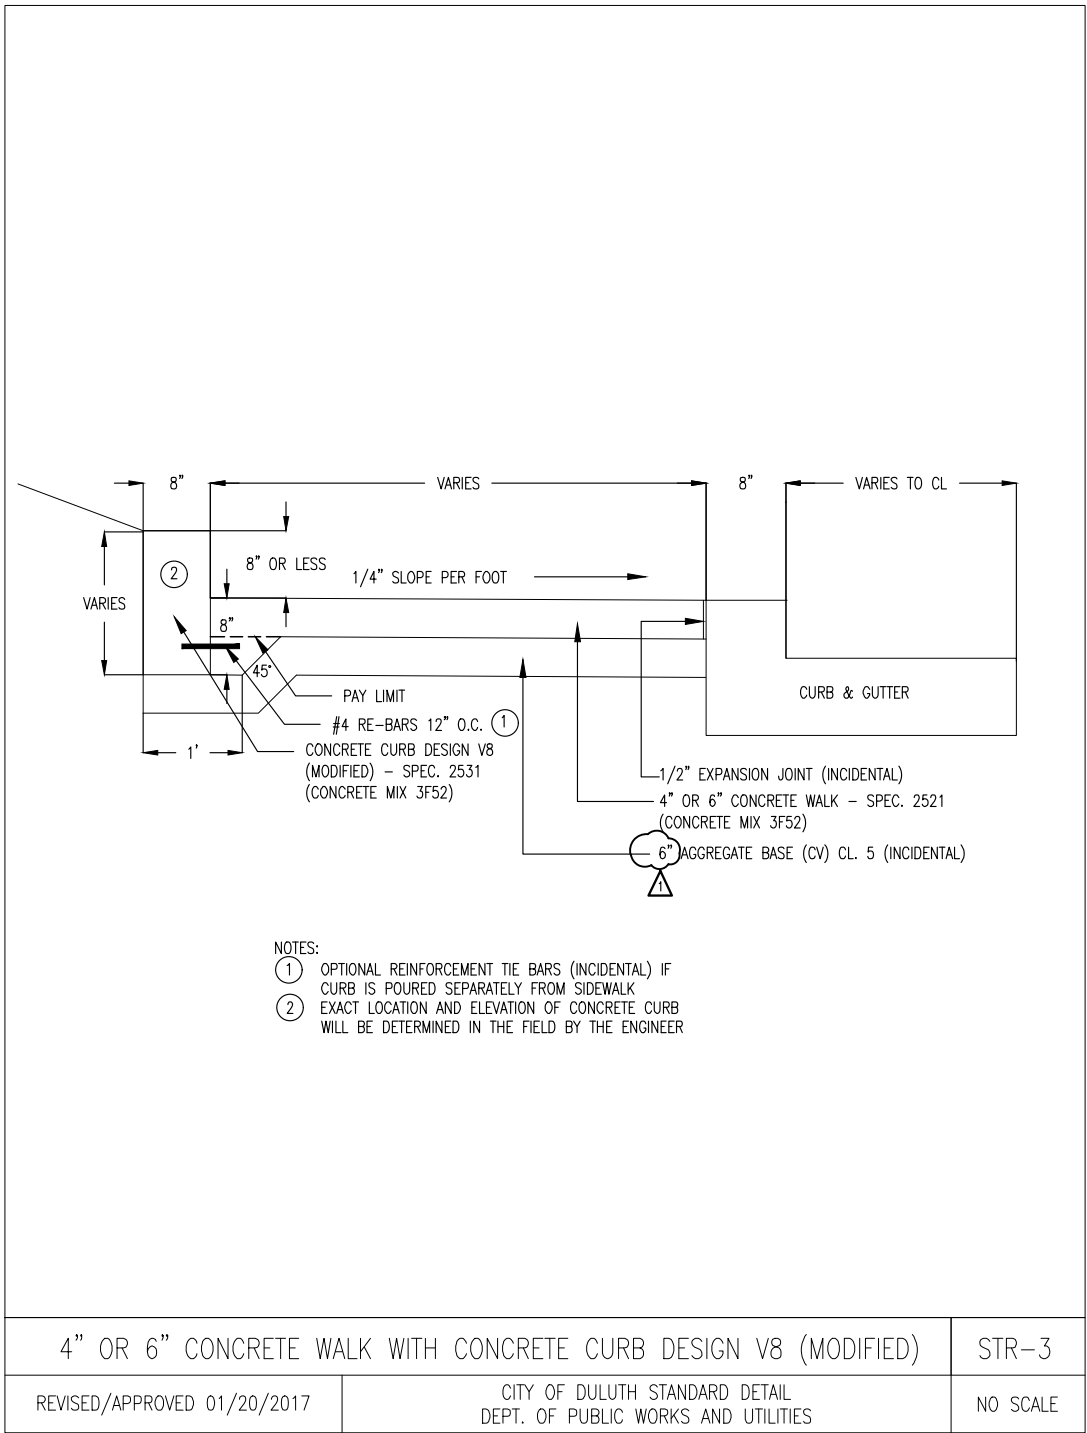 8"
VARIES
8"
VARIES TO CL
8" OR LESS
2
1/4" SLOPE PER FOOT
VARIES
8"
45°
PAY LIMIT
CURB & GUTTER
#4 RE-BARS 12" O.C. 1
1'
CONCRETE CURB DESIGN V8
(MODIFIED) - SPEC. 2531
(CONCRETE MIX 3F52)
1/2" EXPANSION JOINT (INCIDENTAL)
4" OR 6" CONCRETE WALK - SPEC. 2521
(CONCRETE MIX 3F52)
6" AGGREGATE BASE (CV) CL. 5 (INCIDENTAL)
1
NOTES:
1 OPTIONAL REINFORCEMENT TIE BARS (INCIDENTAL) IF
CURB IS POURED SEPARATELY FROM SIDEWALK
2 EXACT LOCATION AND ELEVATION OF CONCRETE CURB
WILL BE DETERMINED IN THE FIELD BY THE ENGINEER
4" OR 6" CONCRETE WALK WITH CONCRETE CURB DESIGN V8 (MODIFIED)
STR-3
REVISED/APPROVED 01/20/2017
CITY OF DULUTH STANDARD DETAIL
DEPT. OF PUBLIC WORKS AND UTILITIES
NO SCALE